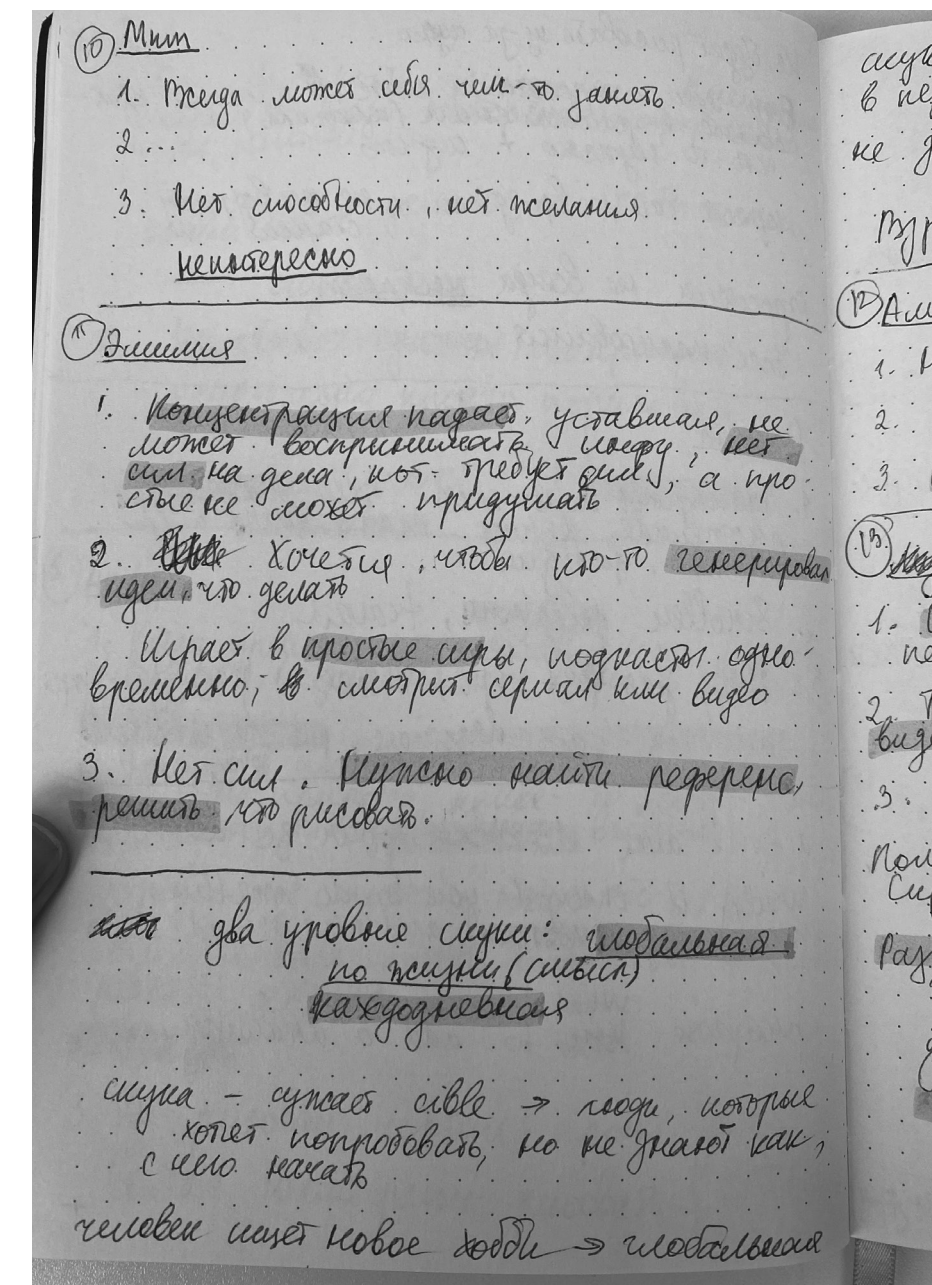 10 Мит
1. Всегда может себя чем-то занять
2...
3. Нет способности, нет желания
неинтересно
11 Эмимия
1. Концентрация падает, уставшая, не
может воспринимать инфу, нет
сил на дела, кот. требует сил, а про-
стые не может придумать
2. Хочется, чтобы кто-то генерировал
идеи, что делать
Играет в простые игры, подкасты одно-
временно, смотрит сериал или видео
3. Нет сил. Нужно найти референс,
решить, что рисовать.
два уровня скуки: глобальная
по жизни (смысл)
каждодневная
скука – сужает cible → люди, которые
хотят попробовать, но не знают как,
с чего начать
человек ищет новое хобби → глобальная
в не
не
12
1.
2.
3.
13
1.
2.
3.
Раз